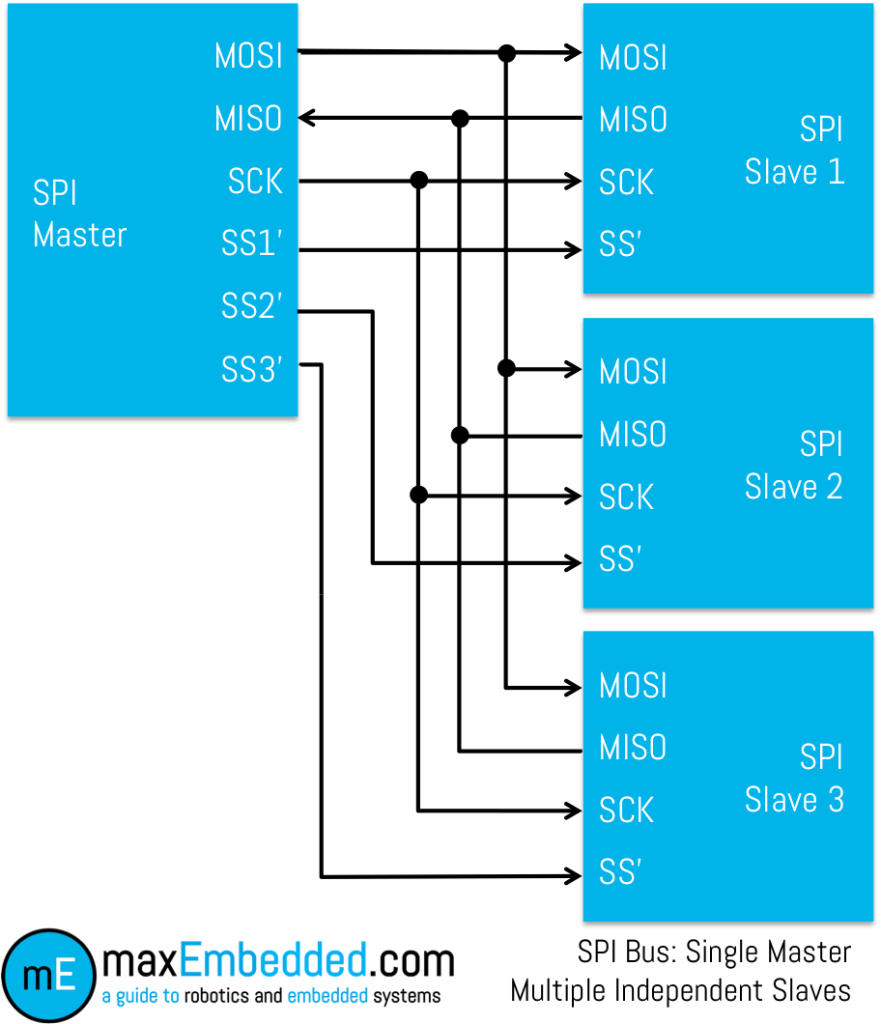 MOSI
MISO
SCK
SS1'
SS2'
SS3'
SPI
Master
MOSI
MISO
SCK
SS'
SPI
Slave 1
MOSI
MISO
SCK
SS'
SPI
Slave 2
MOSI
MISO
SCK
SS'
SPI
Slave 3
mE
maxEmbedded.com
a guide to robotics and embedded systems
SPI Bus: Single Master
Multiple Independent Slaves